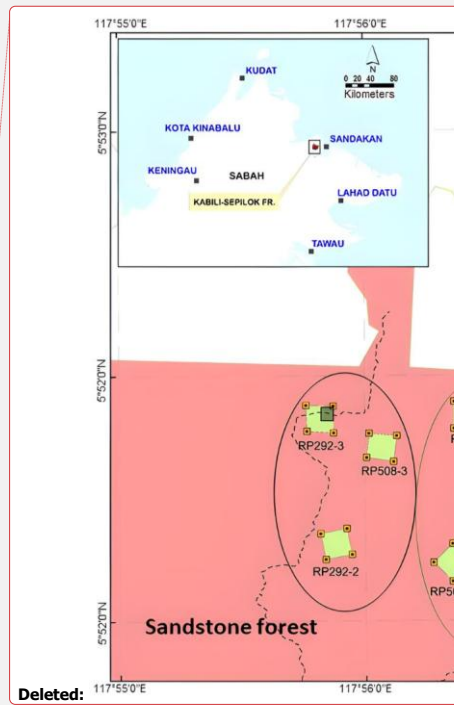 117°55'0"E 117°56'0"E
KUDAT
N
0 20 40 80
Kilometers
5°53'0"N
KOTA KINABALU
SANDAKAN
KENINGAU
SABAH
LAHAD DATU
KABILI-SEPILOK FR.
TAWAU
5°52'0"N
RP292-3
RP508-3
RP292-2
5°52'0"N
Sandstone forest
117°55'0"E 117°56'0"E
Deleted: